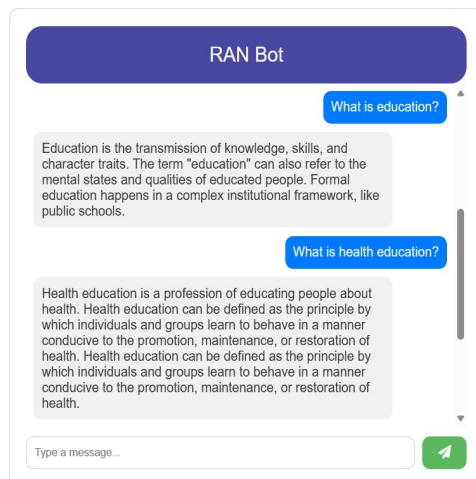 RAN Bot
What is education?
Education is the transmission of knowledge, skills, and
character traits. The term "education" can also refer to the
mental states and qualities of educated people. Formal
education happens in a complex institutional framework, like
public schools.
What is health education?
Health education is a profession of educating people about
health. Health education can be defined as the principle by
which individuals and groups learn to behave in a manner
conducive to the promotion, maintenance, or restoration of
health. Health education can be defined as the principle by
which individuals and groups learn to behave in a manner
conducive to the promotion, maintenance, or restoration of
health.
Type a message...